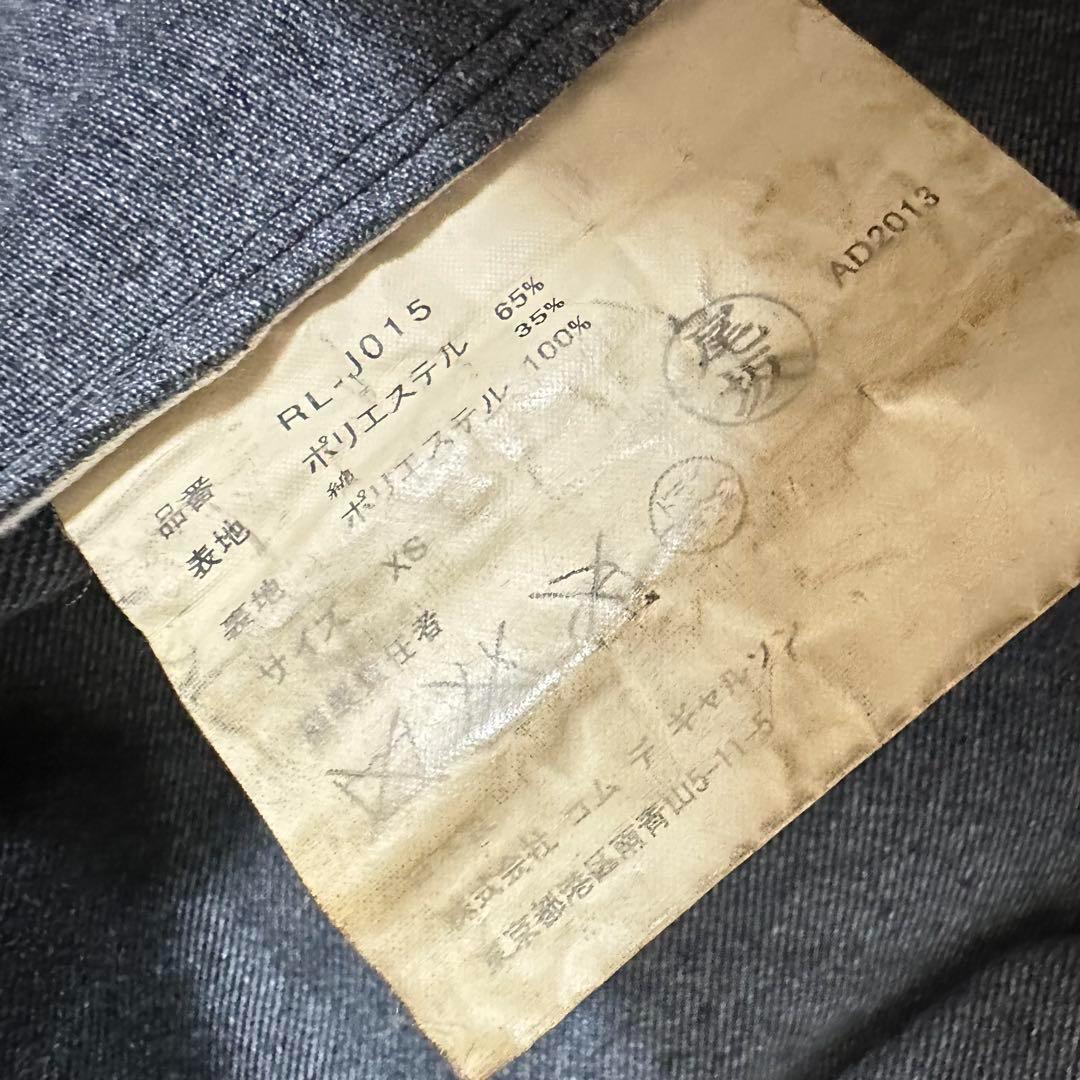 品番 RL-J015
表地 ポリエステル 65%
綿 35%
裏地 ポリエステル 100%
サイズ XS
責任者
尾坂
株式会社 コム デ ギャルソン
東京都港区南青山5-11-5
AD2013